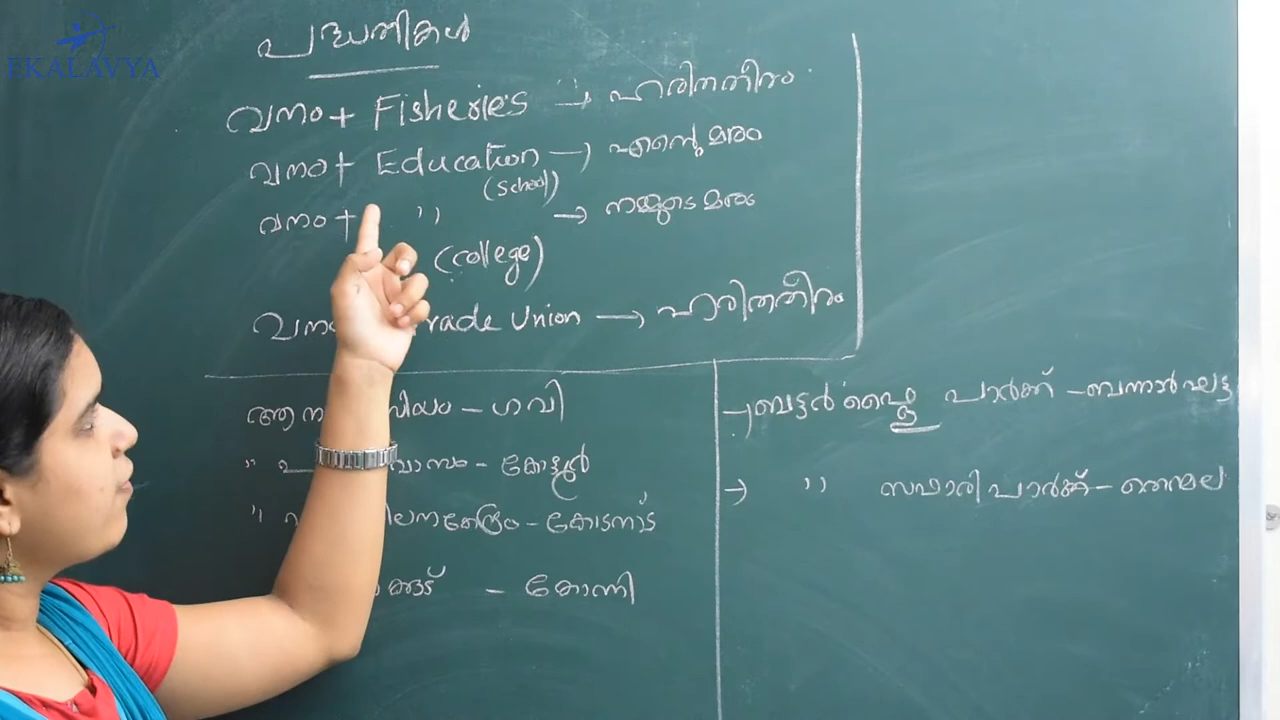 EKALAVYA
പദ്ധതികൾ
വനം + Fisheries → ഹരിതതീരം
വനം + Education → എന്റെ മരം
(School)
വനം + " → നമ്മുടെ മരം
(college)
Trade Union → ഹരിതതീരം
ആന – ഗവി
" – കോട്ടൂർ
" – കോടനാട്
– കോന്നി
→ ബട്ടർഫ്ലൈ പാർക്ക് – ബന്നാർഘട്ട
→ " സഫാരി പാർക്ക് – തെന്മല